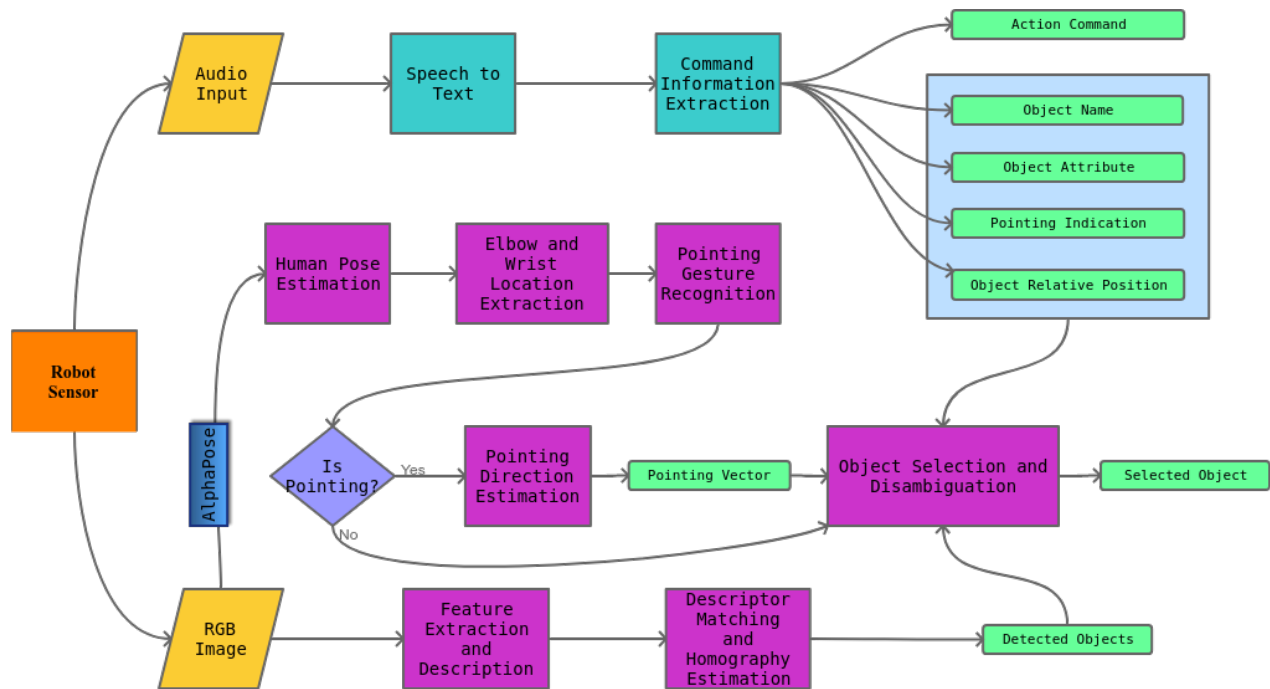 Action Command
Audio
Input
Speech to
Text
Command
Information
Extraction
Object Name
Object Attribute
Pointing Indication
Object Relative Position
Human Pose
Estimation
Elbow and
Wrist
Location
Extraction
Pointing
Gesture
Recognition
Robot
Sensor
AlphaPose
Is
Pointing?
Yes
No
Pointing
Direction
Estimation
Pointing Vector
Object Selection and
Disambiguation
Selected Object
RGB
Image
Feature
Extraction
and
Description
Descriptor
Matching
and
Homography
Estimation
Detected Objects